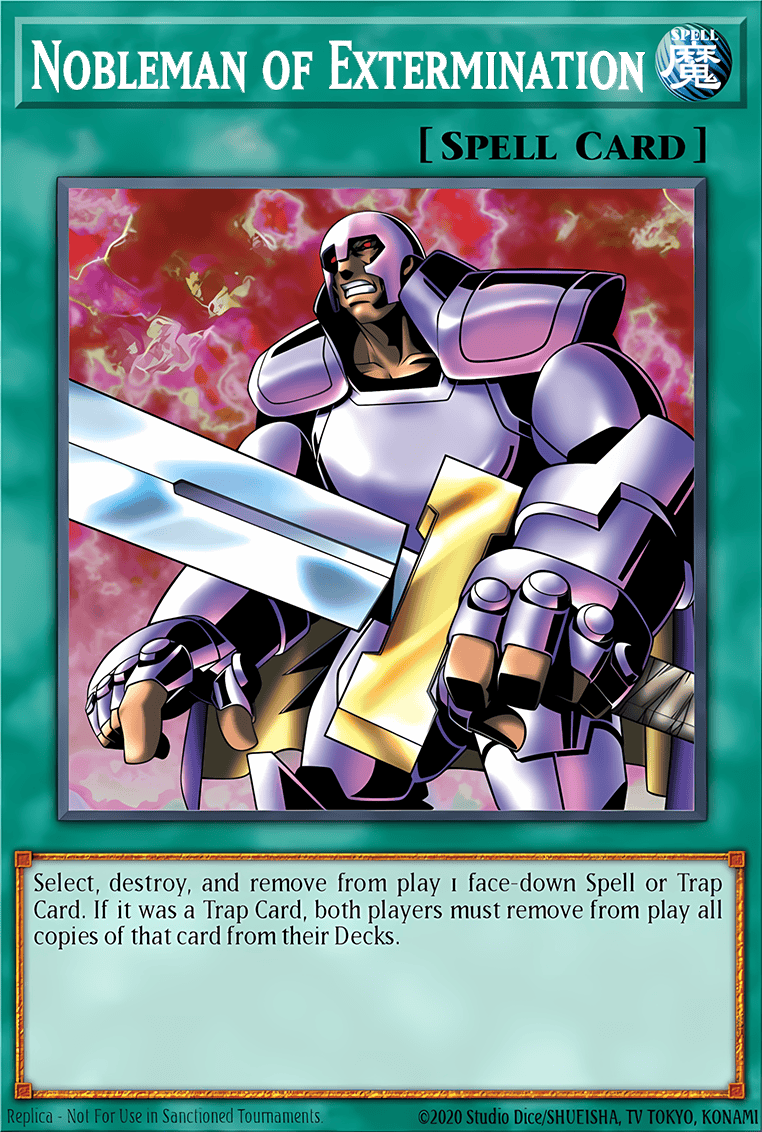 Nobleman of Extermination
SPELL
魔
[Spell Card]
Select, destroy, and remove from play 1 face-down Spell or Trap
Card. If it was a Trap Card, both players must remove from play all
copies of that card from their Decks.
Replica - Not For Use in Sanctioned Tournaments.
©2020 Studio Dice/SHUEISHA, TV TOKYO, KONAMI